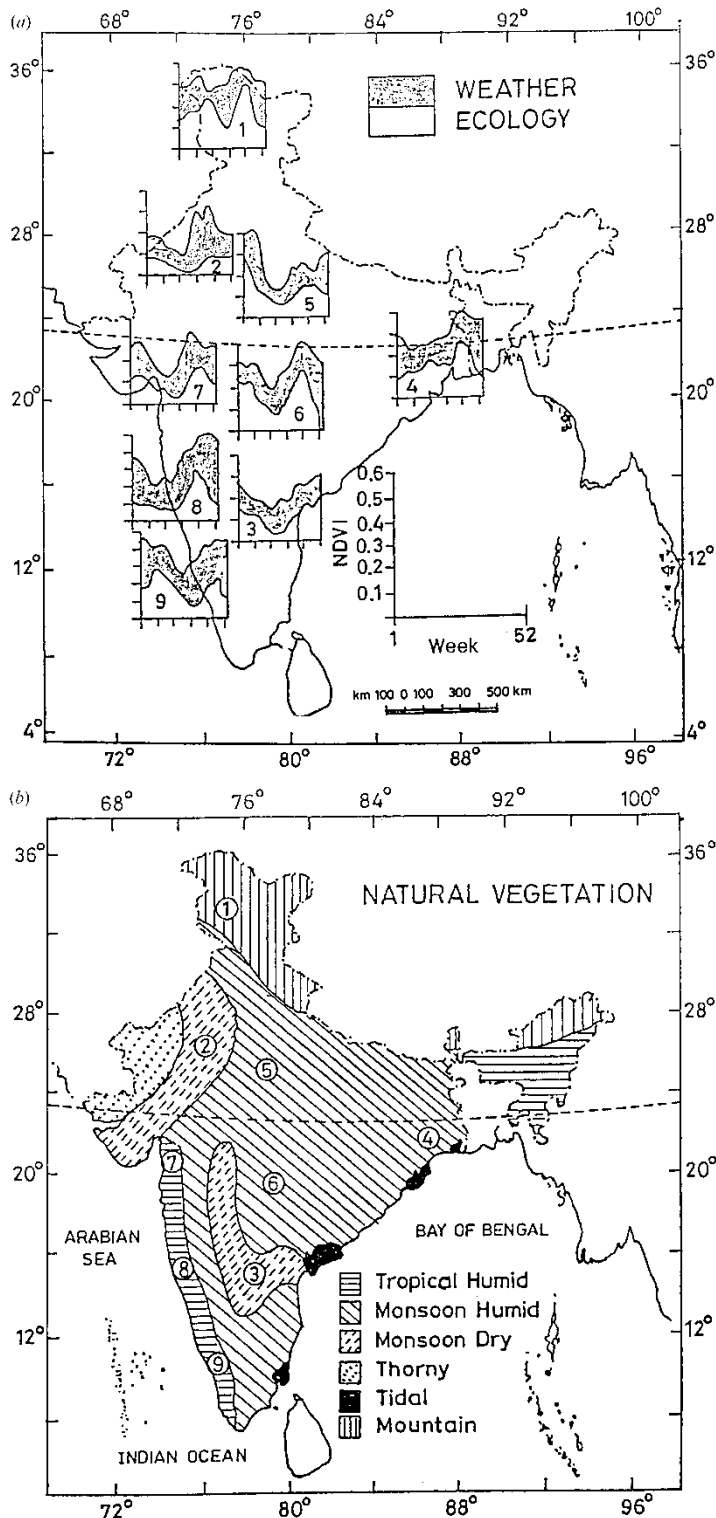 (a)
68° 76° 84° 92° 100°
36° 36°
WEATHER
ECOLOGY
1
28° 28°
2
5
4
7
6
20° 20°
8
3
9
0.6
0.5
0.4
0.3
0.2
0.1
NDVI
12° 12°
1 52
Week
km 100 0 100 300 500 km
4° 4°
72° 80° 88° 96°
(b)
68° 76° 84° 92° 100°
36° 36°
NATURAL VEGETATION
1
28° 28°
2
5
4
7
6
20° 20°
ARABIAN
SEA
BAY OF BENGAL
8
3
Tropical Humid
Monsoon Humid
12° 12°
Monsoon Dry
9
Thorny
Tidal
Mountain
INDIAN OCEAN
72° 80° 88° 96°